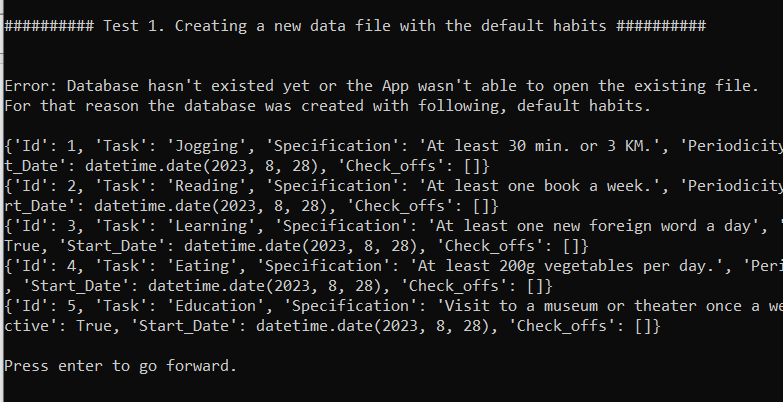 ########## Test 1. Creating a new data file with the default habits ##########
Error: Database hasn't existed yet or the App wasn't able to open the existing file.
For that reason the database was created with following, default habits.
{'Id': 1, 'Task': 'Jogging', 'Specification': 'At least 30 min. or 3 KM.', 'Periodicity
t_Date': datetime.date(2023, 8, 28), 'Check_offs': []}
{'Id': 2, 'Task': 'Reading', 'Specification': 'At least one book a week.', 'Periodicity
rt_Date': datetime.date(2023, 8, 28), 'Check_offs': []}
{'Id': 3, 'Task': 'Learning', 'Specification': 'At least one new foreign word a day', '
True, 'Start_Date': datetime.date(2023, 8, 28), 'Check_offs': []}
{'Id': 4, 'Task': 'Eating', 'Specification': 'At least 200g vegetables per day.', 'Peri
, 'Start_Date': datetime.date(2023, 8, 28), 'Check_offs': []}
{'Id': 5, 'Task': 'Education', 'Specification': 'Visit to a museum or theater once a we
ctive': True, 'Start_Date': datetime.date(2023, 8, 28), 'Check_offs': []}
Press enter to go forward.